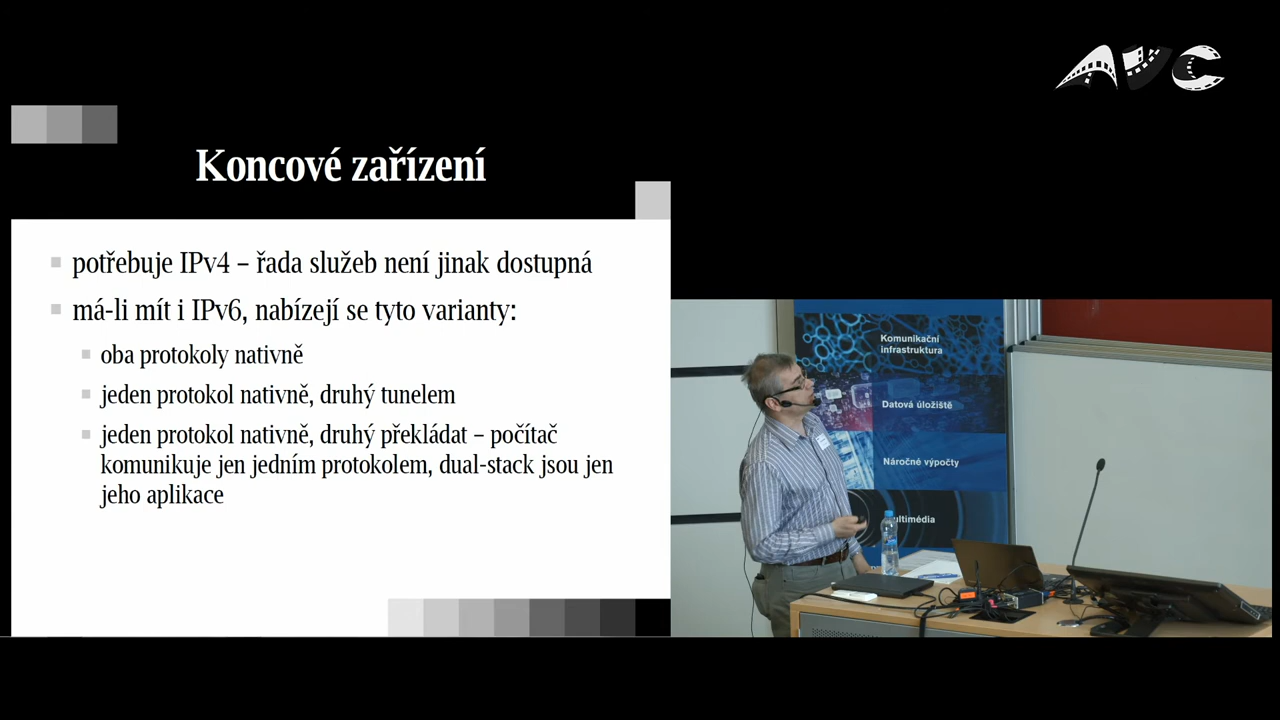 AVC
Koncové zařízení
potřebuje IPv4 – řada služeb není jinak dostupná
má-li mít i IPv6, nabízejí se tyto varianty:
oba protokoly nativně
jeden protokol nativně, druhý tunelem
jeden protokol nativně, druhý překládat – počítač
komunikuje jen jedním protokolem, dual-stack jsou jen
jeho aplikace
Komunikační
infrastruktura
Datová úložiště
Náročné výpočty
ultimédia